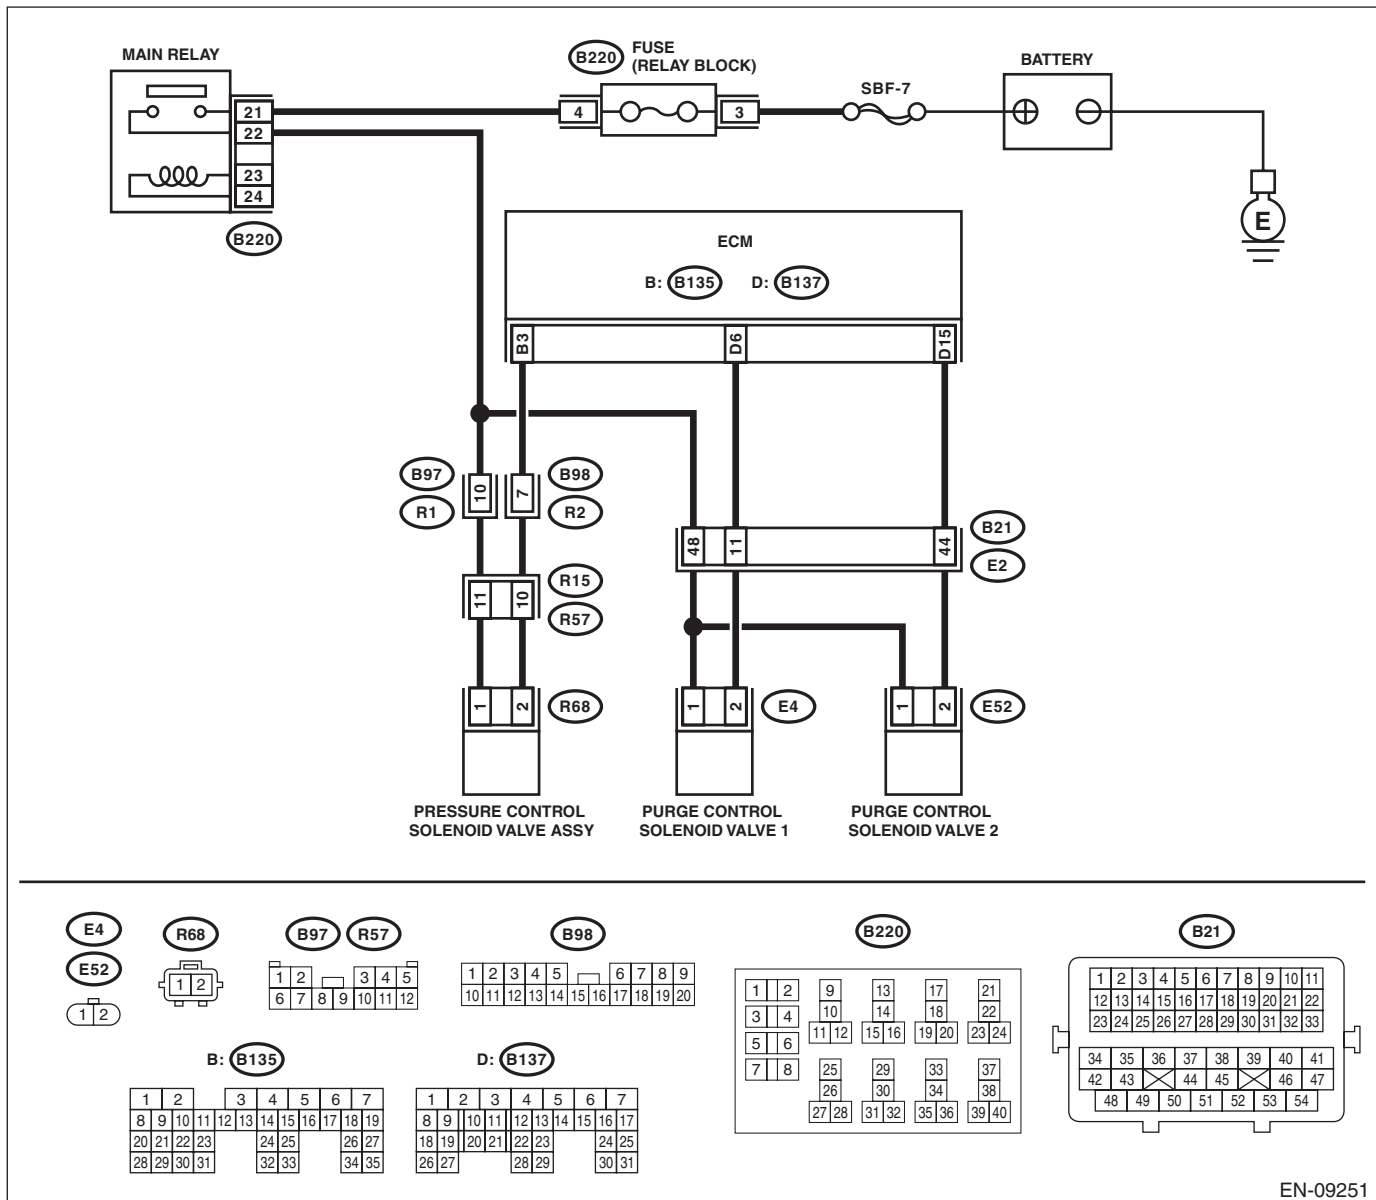 MAIN RELAY
B220
FUSE
(RELAY BLOCK)
SBF-7
BATTERY
21
22
23
24
4
3
B220
E
ECM
B: B135 D: B137
B3
D6
D15
B97
10
7
B98
R1
R2
48
11
44
B21
E2
11
10
R15
R57
1
2
R68
1
2
E4
1
2
E52
PRESSURE CONTROL
SOLENOID VALVE ASSY
PURGE CONTROL
SOLENOID VALVE 1
PURGE CONTROL
SOLENOID VALVE 2
E4
E52
1 2
R68
1 2
B97 R57
1 2 3 4 5
6 7 8 9 10 11 12
B98
1 2 3 4 5 6 7 8 9
10 11 12 13 14 15 16 17 18 19 20
B: B135
1 2 3 4 5 6 7
8 9 10 11 12 13 14 15 16 17 18 19
20 21 22 23 24 25 26 27
28 29 30 31 32 33 34 35
D: B137
1 2 3 4 5 6 7
8 9 10 11 12 13 14 15 16 17
18 19 20 21 22 23 24 25
26 27 28 29 30 31
B220
1 2
3 4
5 6
7 8
9 13 17 21
10 14 18 22
11 12 15 16 19 20 23 24
25 29 33 37
26 30 34 38
27 28 31 32 35 36 39 40
B21
1 2 3 4 5 6 7 8 9 10 11
12 13 14 15 16 17 18 19 20 21 22
23 24 25 26 27 28 29 30 31 32 33
34 35 36 37 38 39 40 41
42 43 44 45 46 47
48 49 50 51 52 53 54
EN-09251